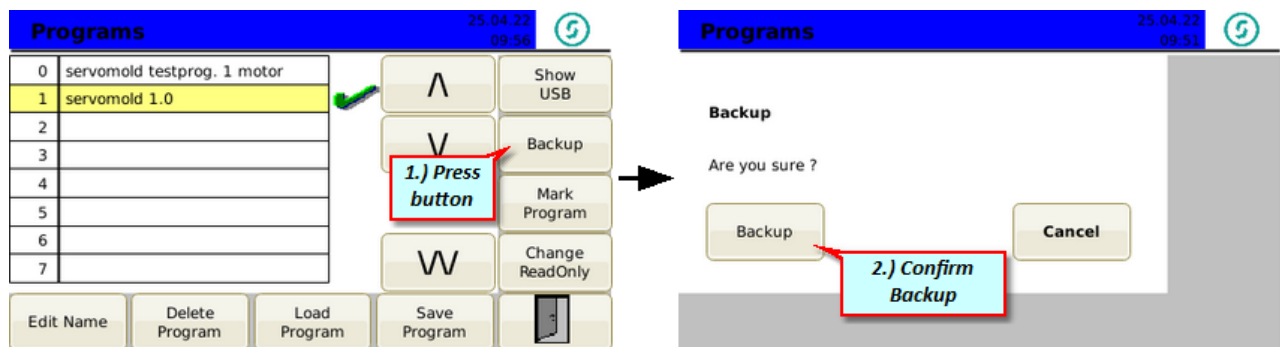 Programs
25.04.22
09:56
0 servomold testprog. 1 motor
1 servomold 1.0
2
3
4
5
6
7
Λ
V
VV
Show
USB
Backup
Mark
Program
Change
ReadOnly
1.) Press
button
Edit Name
Delete
Program
Load
Program
Save
Program
Programs
25.04.22
09:51
Backup
Are you sure ?
Backup
Cancel
2.) Confirm
Backup